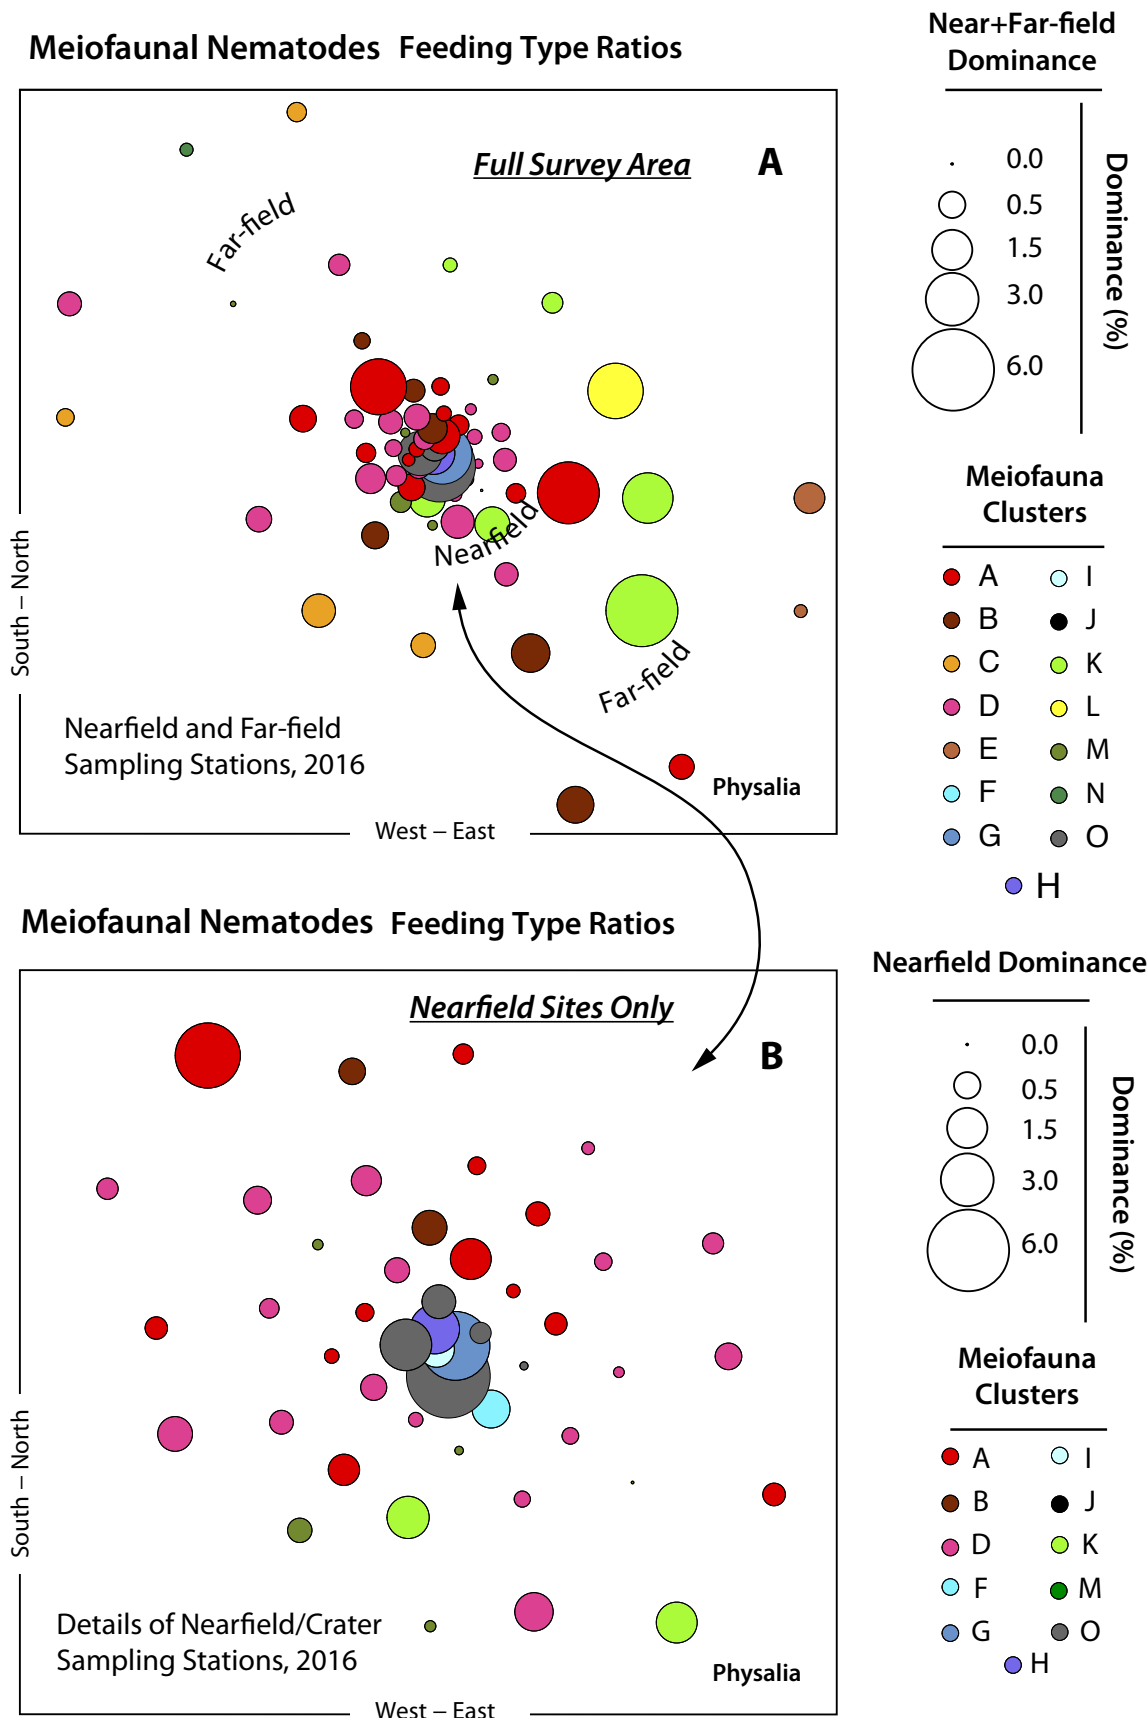 Meiofaunal Nematodes Feeding Type Ratios
Full Survey Area
A
Far-field
Nearfield
Far-field
South – North
Nearfield and Far-field
Sampling Stations, 2016
Physalia
West – East
Near+Far-field
Dominance
0.0
0.5
1.5
3.0
6.0
Dominance (%)
Meiofauna
Clusters
A I
B J
C K
D L
E M
F N
G O
H
Meiofaunal Nematodes Feeding Type Ratios
Nearfield Sites Only
B
South – North
Details of Nearfield/Crater
Sampling Stations, 2016
Physalia
West – East
Nearfield Dominance
0.0
0.5
1.5
3.0
6.0
Dominance (%)
Meiofauna
Clusters
A I
B J
D K
F M
G O
H